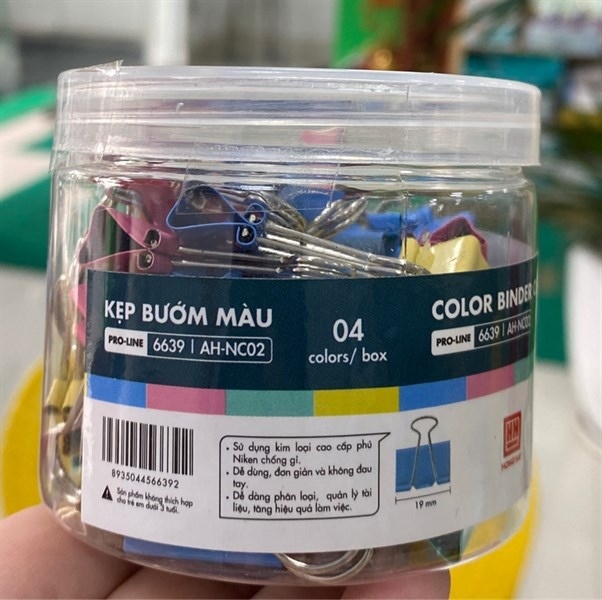 KẸP BƯỚM MÀU
PRO-LINE 6639 | AH-NC02
04
colors/ box
COLOR BINDER
PRO-LINE 6639 | AH-NC02
8935044566392
Sản phẩm không thích hợp
cho trẻ em dưới 3 tuổi.
• Sử dụng kim loại cao cấp phủ
Niken chống gỉ.
• Dễ dùng, đơn giản và không đau
tay.
• Dễ dàng phân loại, quản lý tài
liệu, tăng hiệu quả làm việc.
19 mm